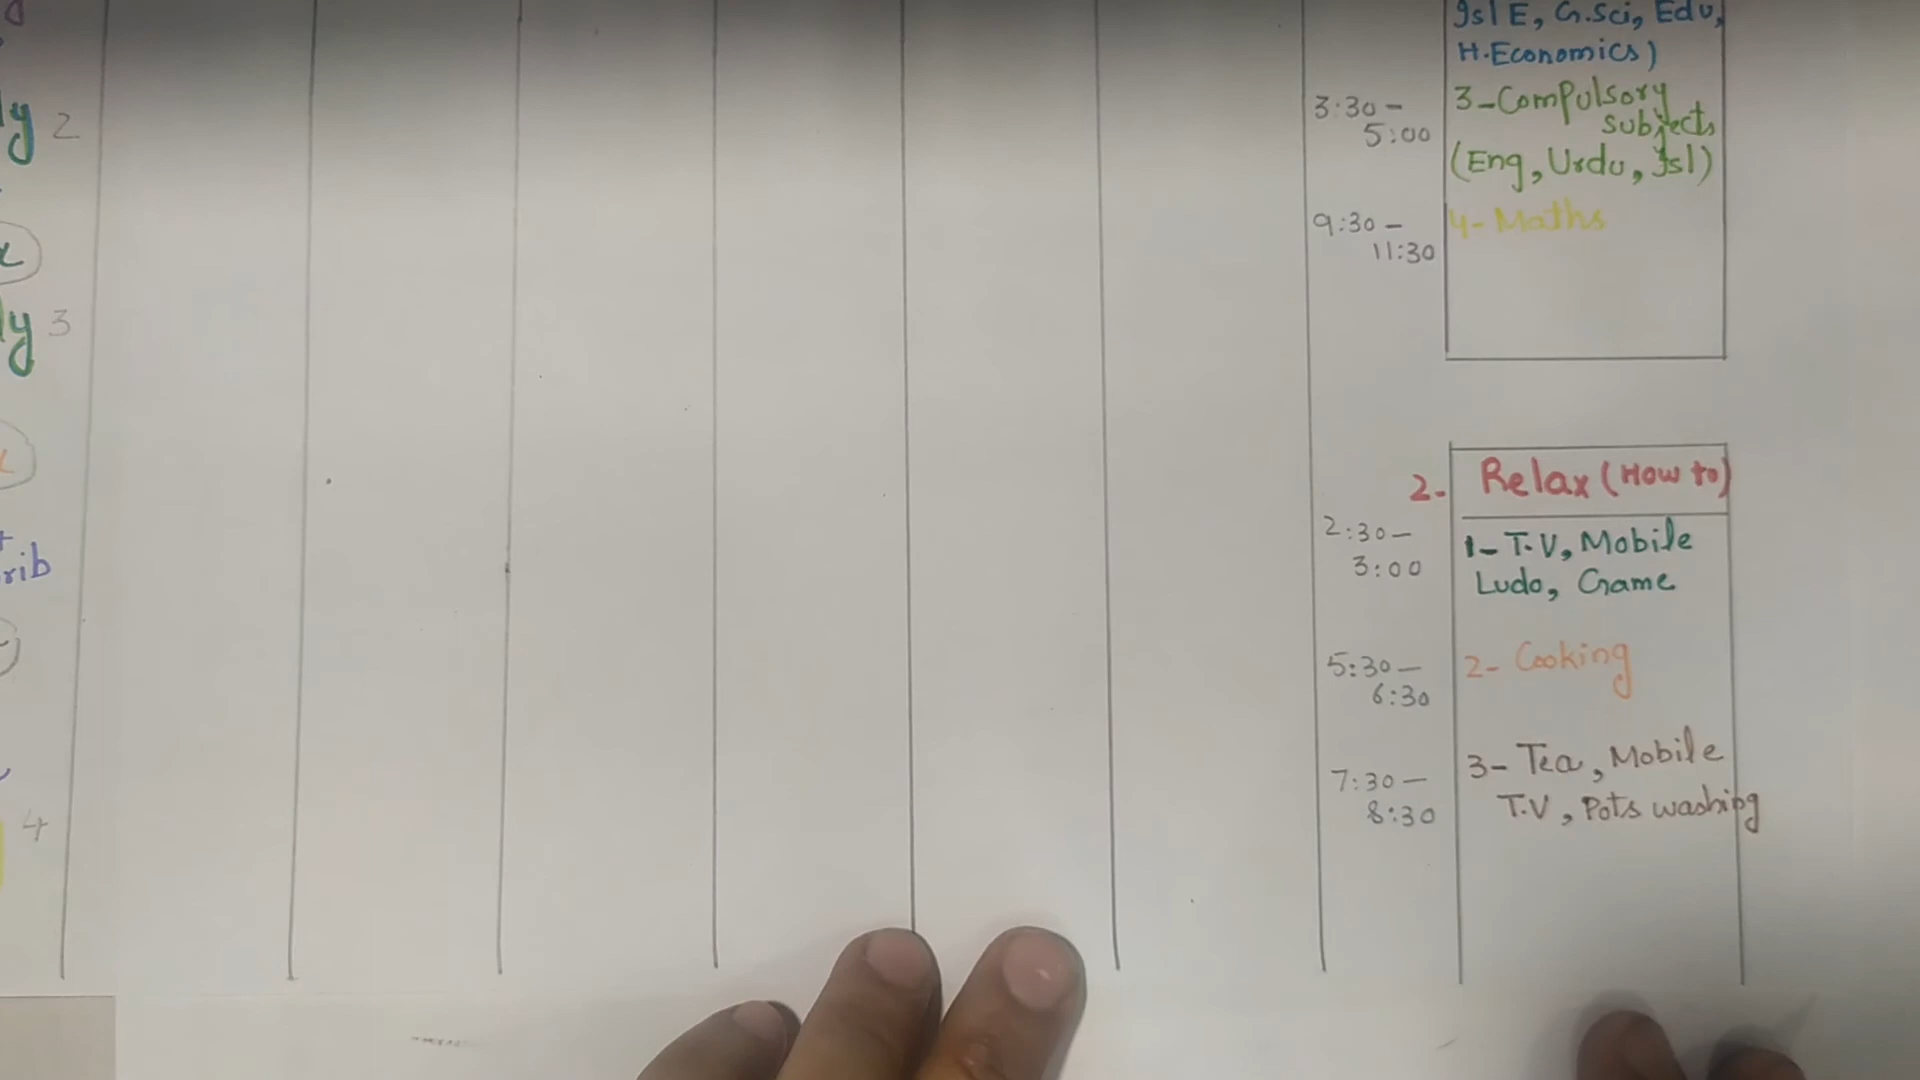 Isl E, G.Sci, Edu,
H.Economics)
3:30 -
5:00
3-Compulsory
subjects
(Eng, Urdu, Isl)
9:30 -
11:30
4- Maths
2- Relax (How to)
2:30 -
3:00
1- T.V, Mobile
Ludo, Game
5:30 -
6:30
2- Cooking
7:30 -
8:30
3- Tea, Mobile
T.V, Pots washing
y 2
y 3
rib
4